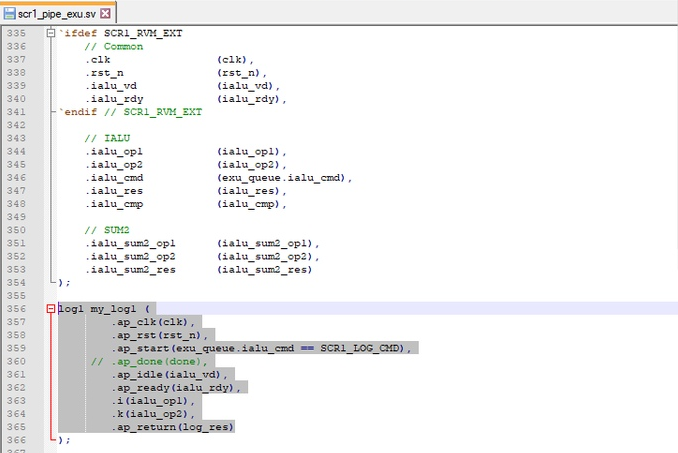 scr1_pipe_exu.sv
335 `ifdef SCR1_RVM_EXT
336 // Common
337 .clk (clk),
338 .rst_n (rst_n),
339 .ialu_vd (ialu_vd),
340 .ialu_rdy (ialu_rdy),
341 `endif // SCR1_RVM_EXT
342
343 // IALU
344 .ialu_op1 (ialu_op1),
345 .ialu_op2 (ialu_op2),
346 .ialu_cmd (exu_queue.ialu_cmd),
347 .ialu_res (ialu_res),
348 .ialu_cmp (ialu_cmp),
349
350 // SUM2
351 .ialu_sum2_op1 (ialu_sum2_op1),
352 .ialu_sum2_op2 (ialu_sum2_op2),
353 .ialu_sum2_res (ialu_sum2_res)
354 );
355
356 log1 my_log1 (
357 .ap_clk(clk),
358 .ap_rst(rst_n),
359 .ap_start(exu_queue.ialu_cmd == SCR1_LOG_CMD),
360 // .ap_done(done),
361 .ap_idle(ialu_vd),
362 .ap_ready(ialu_rdy),
363 .i(ialu_op1),
364 .k(ialu_op2),
365 .ap_return(log_res)
366 );